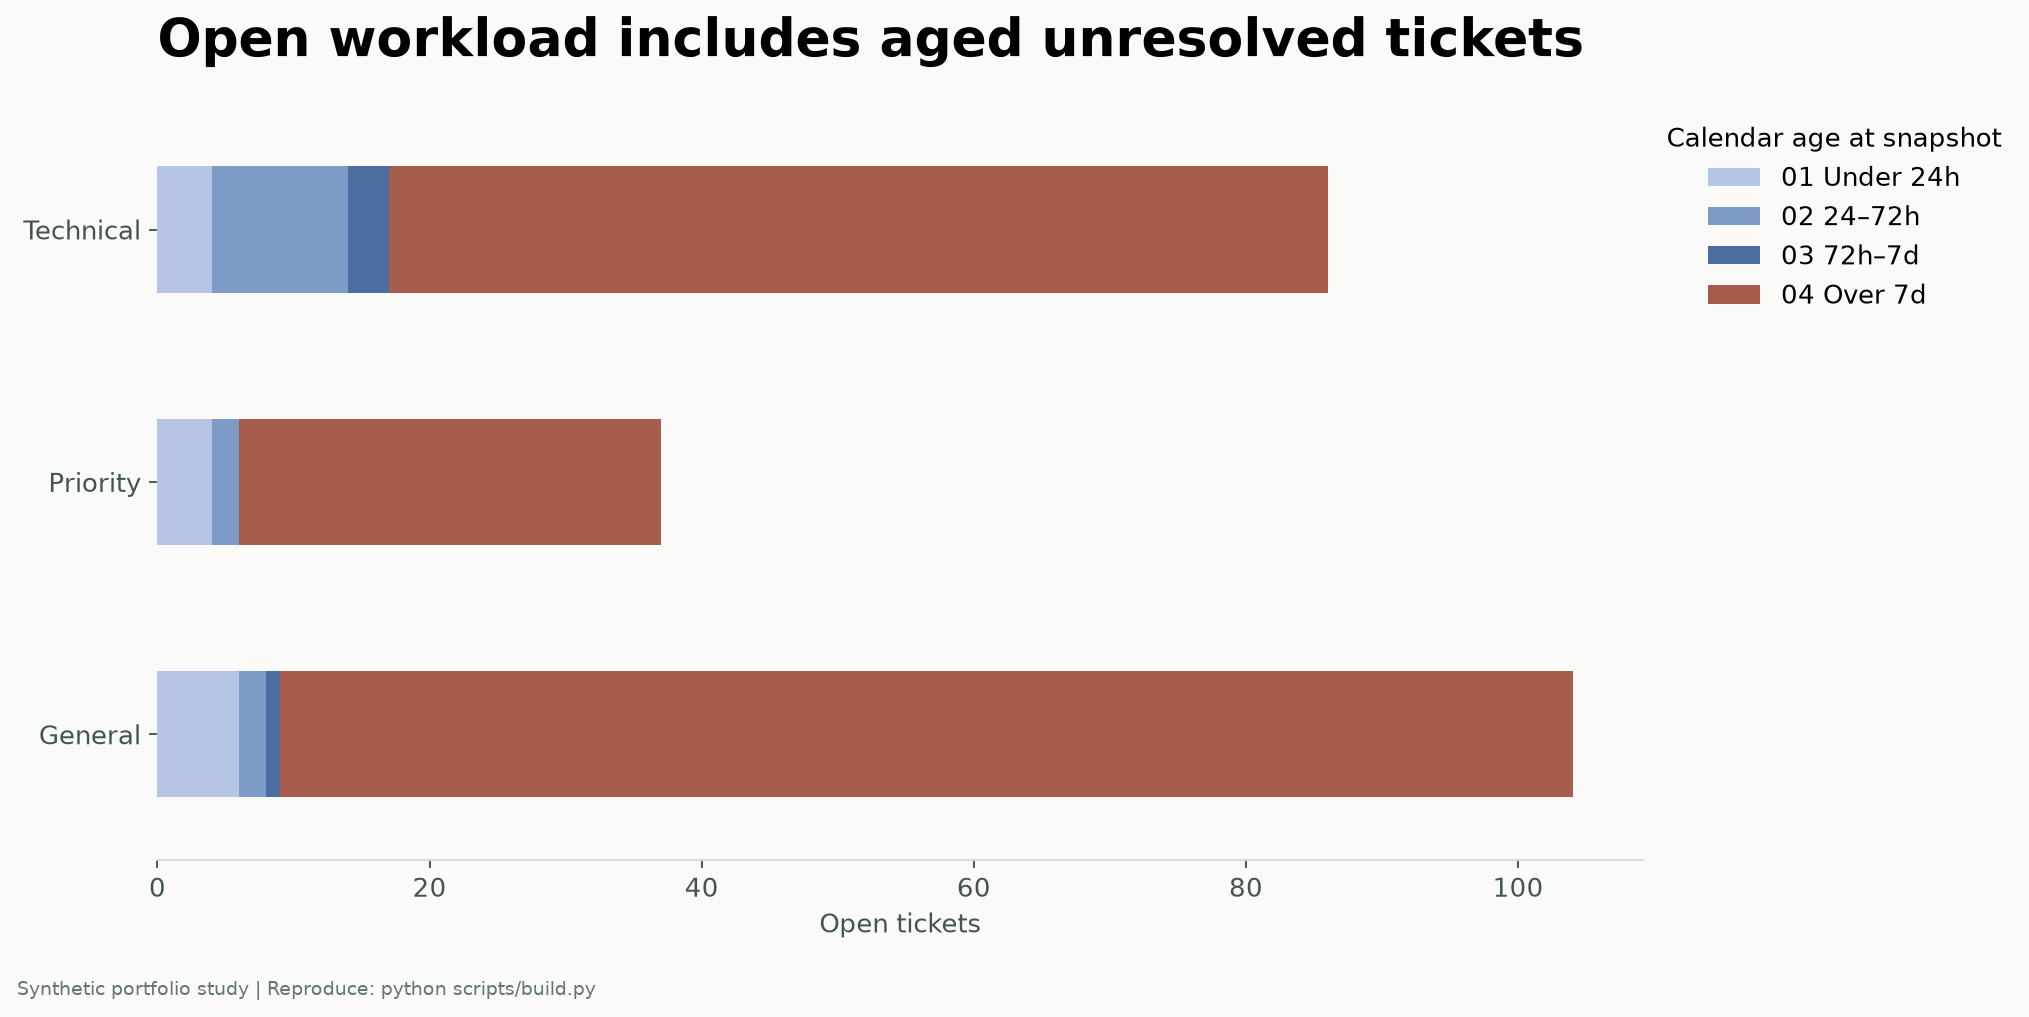 Open workload includes aged unresolved tickets
Calendar age at snapshot
01 Under 24h
02 24–72h
03 72h–7d
04 Over 7d
Technical
Priority
General
0 20 40 60 80 100
Open tickets
Synthetic portfolio study | Reproduce: python scripts/build.py